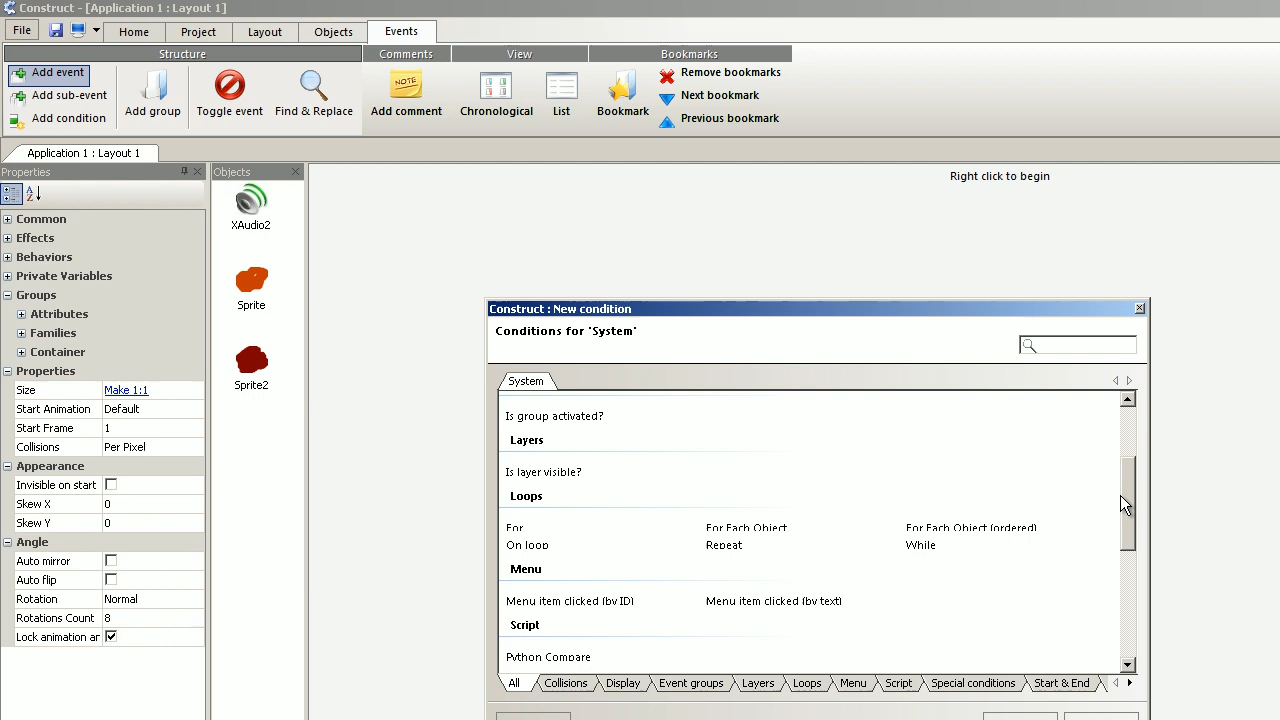 Construct - [Application 1 : Layout 1]
File Home Project Layout Objects Events
Structure Comments View Bookmarks
Add event
Add sub-event
Add condition
Add group
Toggle event
Find & Replace
NOTE
Add comment
Chronological
List
Bookmark
Remove bookmarks
Next bookmark
Previous bookmark
Application 1 : Layout 1
Properties
Common
Effects
Behaviors
Private Variables
Groups
Attributes
Families
Container
Properties
Size Make 1:1
Start Animation Default
Start Frame 1
Collisions Per Pixel
Appearance
Invisible on start
Skew X 0
Skew Y 0
Angle
Auto mirror
Auto flip
Rotation Normal
Rotations Count 8
Lock animation ar
Objects
XAudio2
Sprite
Sprite2
Right click to begin
Construct : New condition
Conditions for 'System'
System
Is group activated?
Layers
Is layer visible?
Loops
For For Each Object For Each Object (ordered)
On loop Repeat While
Menu
Menu item clicked (by ID) Menu item clicked (by text)
Script
Python Compare
All Collisions Display Event groups Layers Loops Menu Script Special conditions Start & End